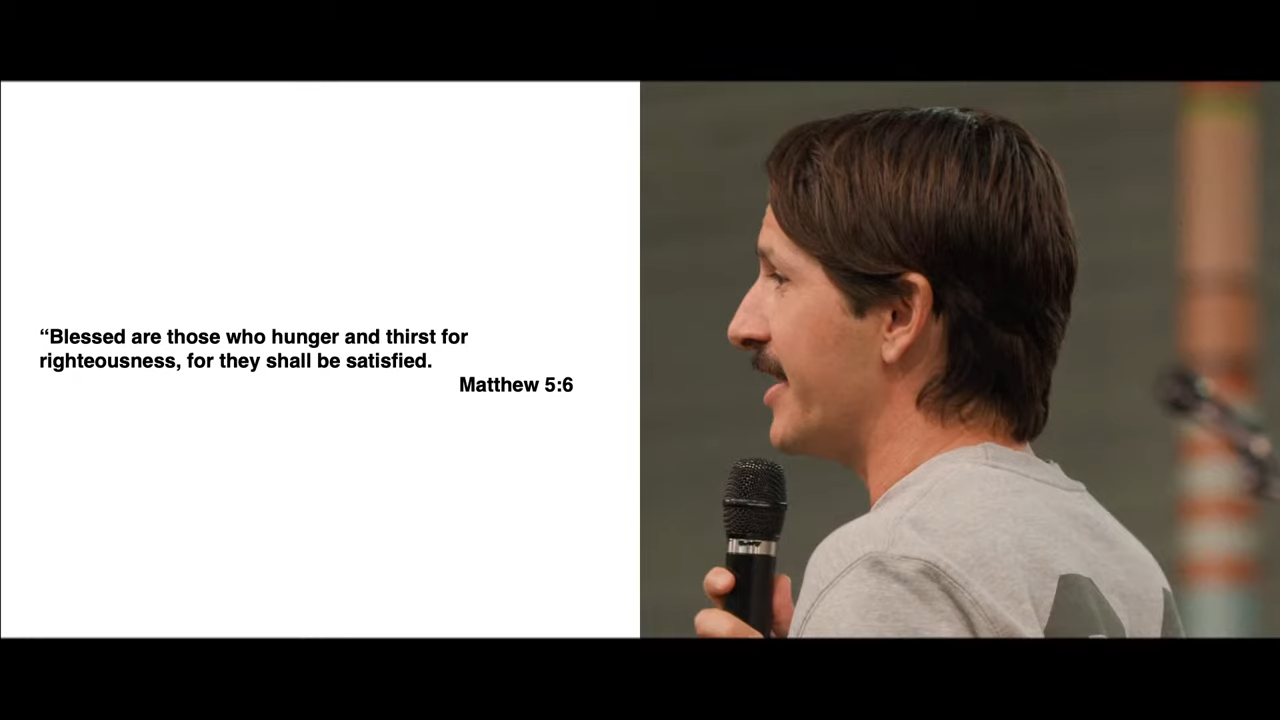 “Blessed are those who hunger and thirst for
righteousness, for they shall be satisfied.
Matthew 5:6